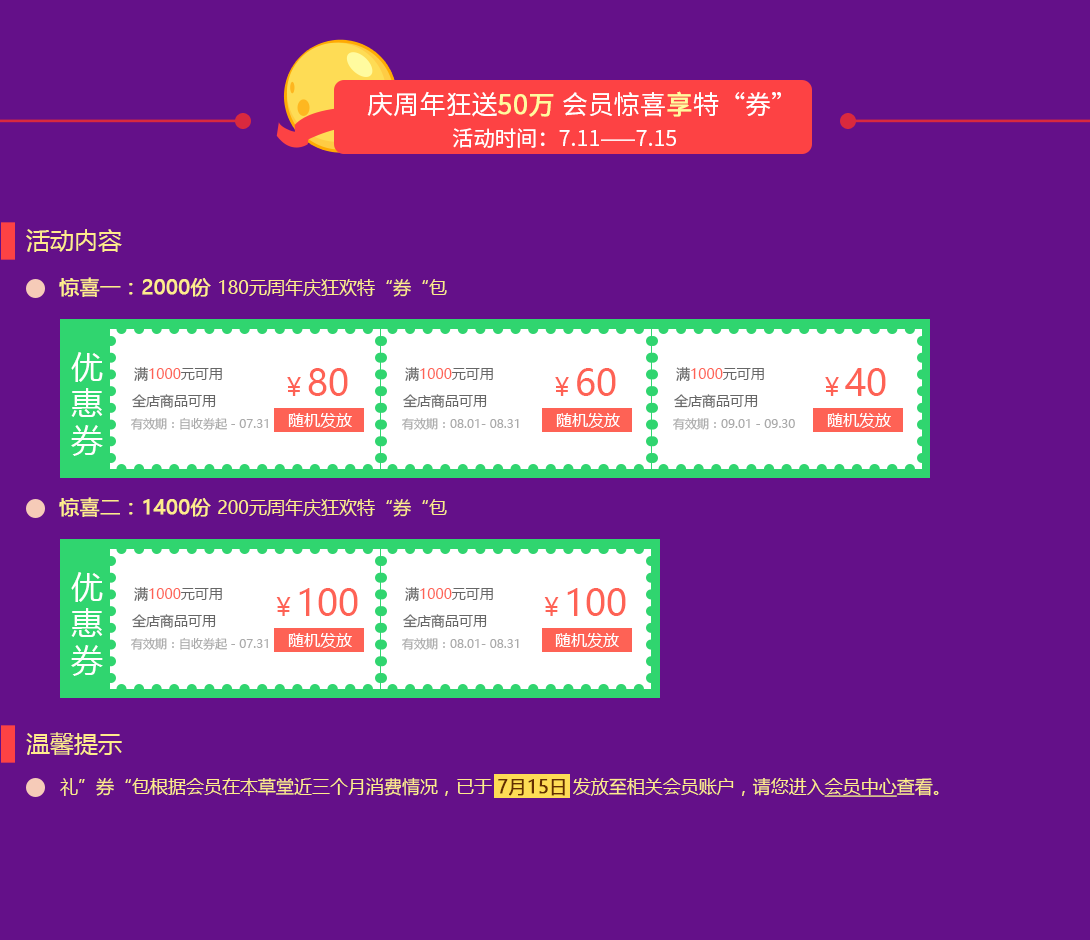 庆周年狂送50万 会员惊喜享特“券”
活动时间：7.11——7.15
活动内容
惊喜一：2000份 180元周年庆狂欢特“券“包
优惠券
满1000元可用
全店商品可用
有效期：自收券起 - 07.31
￥80
随机发放
满1000元可用
全店商品可用
有效期：08.01- 08.31
￥60
随机发放
满1000元可用
全店商品可用
有效期：09.01 - 09.30
￥40
随机发放
惊喜二：1400份 200元周年庆狂欢特“券“包
优惠券
满1000元可用
全店商品可用
有效期：自收券起 - 07.31
￥100
随机发放
满1000元可用
全店商品可用
有效期：08.01- 08.31
￥100
随机发放
温馨提示
礼”券“包根据会员在本草堂近三个月消费情况，已于 7月15日 发放至相关会员账户，请您进入会员中心查看。